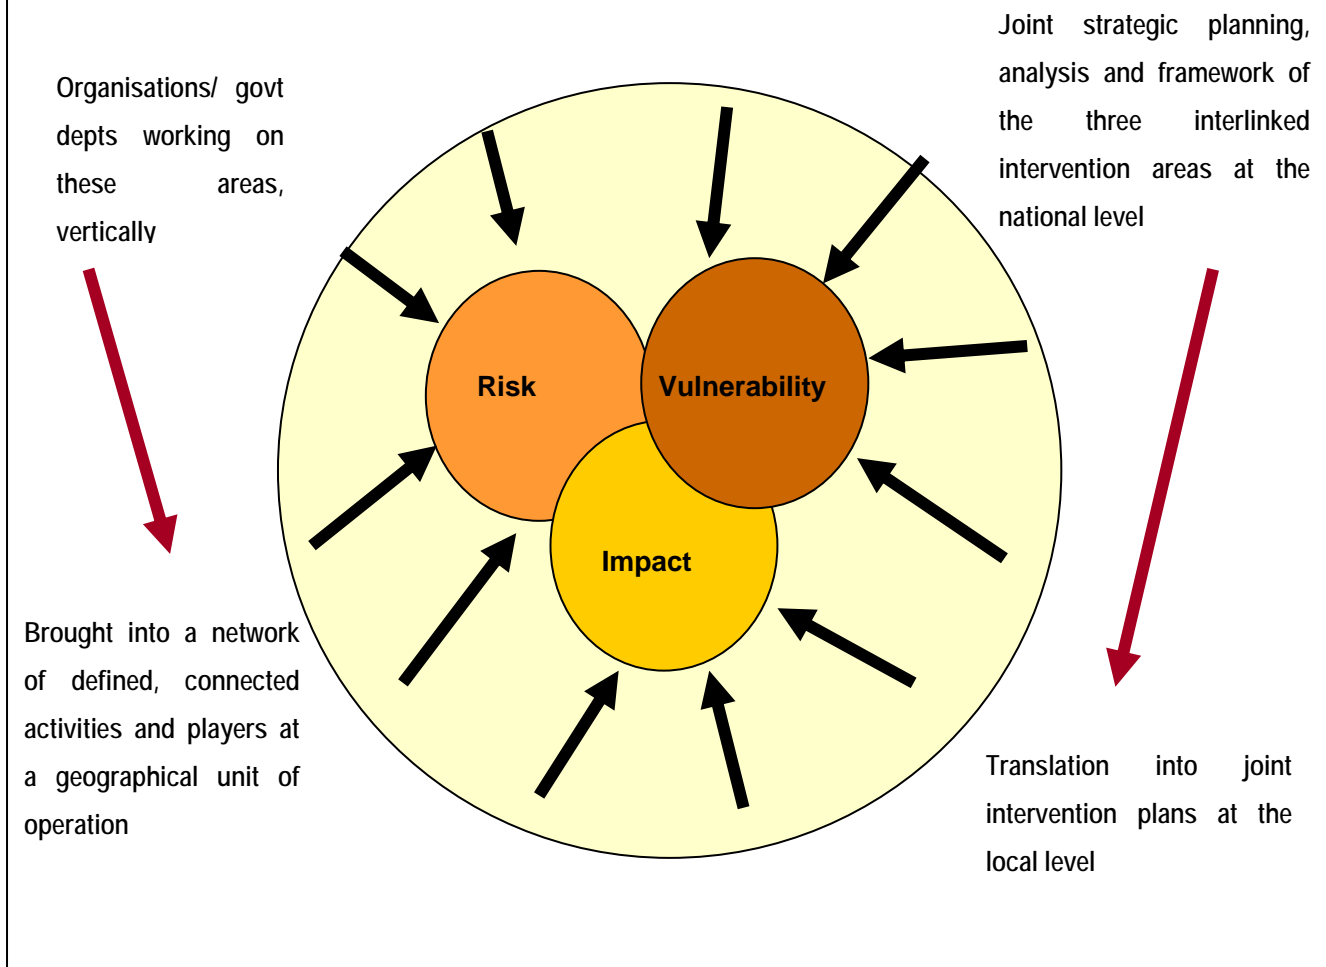 Organisations/ govt
depts working on
these areas,
vertically
Joint strategic planning,
analysis and framework of
the three interlinked
intervention areas at the
national level
Risk
Vulnerability
Impact
Brought into a network
of defined, connected
activities and players at
a geographical unit of
operation
Translation into joint
intervention plans at the
local level